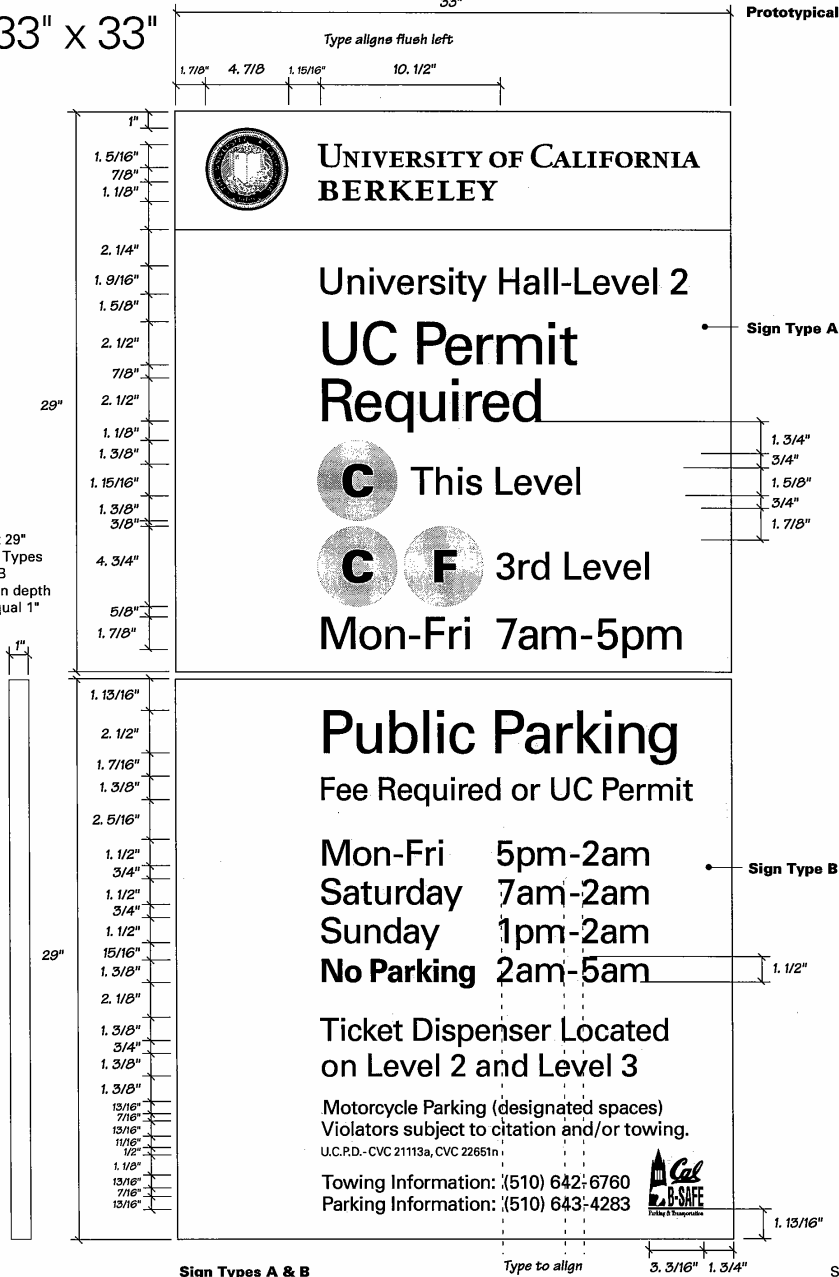 33"
Prototypical
33" x 33"
Type aligns flush left
1. 7/8" 4. 7/8 1. 15/16" 10. 1/2"
1"
1. 5/16"
7/8"
1. 1/8"
UNIVERSITY OF CALIFORNIA
BERKELEY
2. 1/4"
1. 9/16"
University Hall-Level 2
1. 5/8"
2. 1/2"
UC Permit
Sign Type A
7/8"
2. 1/2"
Required
29"
1. 1/8"
1. 3/8"
1. 15/16"
1. 3/8"
3/8"
C This Level
1. 3/4"
3/4"
1. 5/8"
3/4"
1. 7/8"
29"
Types
B
n depth
qual 1"
4. 3/4"
C F 3rd Level
5/8"
1. 7/8"
Mon-Fri 7am-5pm
1"
1. 13/16"
2. 1/2"
Public Parking
1. 7/16"
1. 3/8"
Fee Required or UC Permit
2. 5/16"
1. 1/2"
Mon-Fri 5pm-2am
Sign Type B
3/4"
1. 1/2"
Saturday 7am-2am
3/4"
1. 1/2"
Sunday 1pm-2am
29"
15/16"
1. 3/8"
No Parking 2am-5am
1. 1/2"
2. 1/8"
1. 3/8"
Ticket Dispenser Located
3/4"
1. 3/8"
on Level 2 and Level 3
1. 3/8"
13/16"
Motorcycle Parking (designated spaces)
7/16"
13/16"
Violators subject to citation and/or towing.
11/16"
1/2"
U.C.P.D.- CVC 21113a, CVC 22651n
1. 1/8"
13/16"
Towing Information: (510) 642-6760
7/16"
13/16"
Parking Information: (510) 643-4283
Cal
B-SAFE
Parking & Transportation
1. 13/16"
Sign Types A & B
Type to align
3. 3/16" 1. 3/4"
S